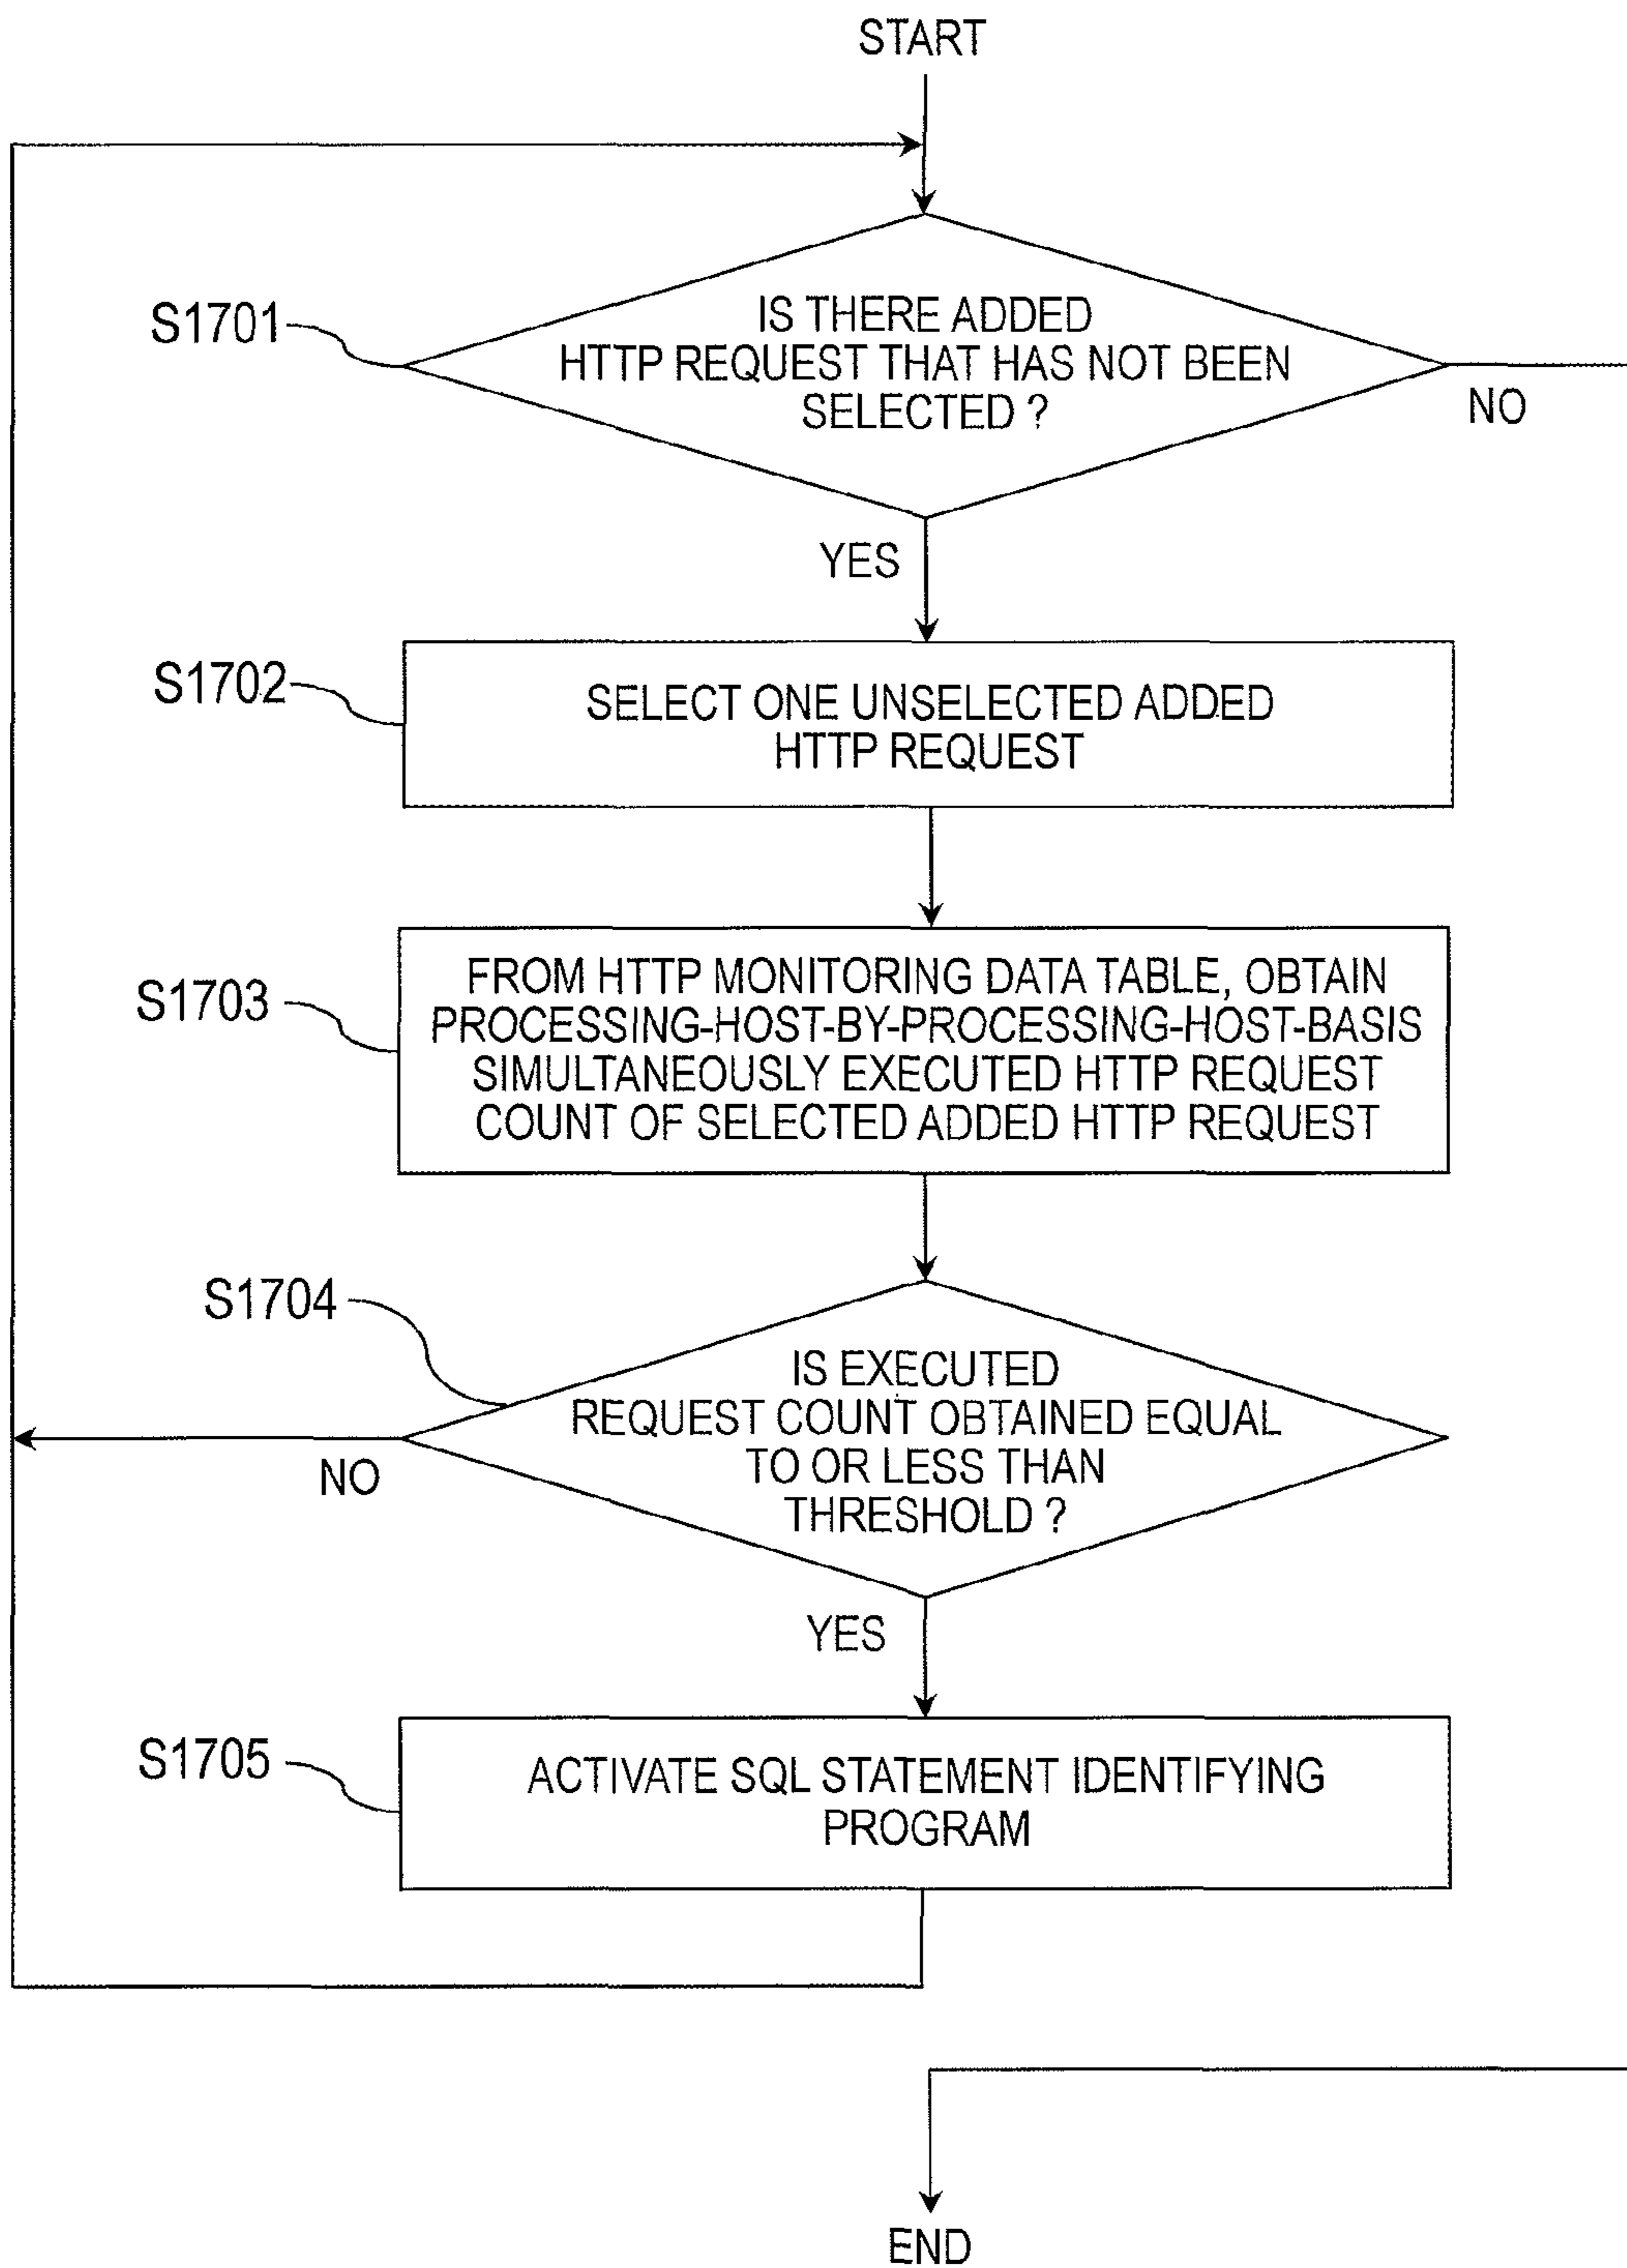 START
S1701
IS THERE ADDED
HTTP REQUEST THAT HAS NOT BEEN
SELECTED ?
NO
YES
S1702
SELECT ONE UNSELECTED ADDED
HTTP REQUEST
S1703
FROM HTTP MONITORING DATA TABLE, OBTAIN
PROCESSING-HOST-BY-PROCESSING-HOST-BASIS
SIMULTANEOUSLY EXECUTED HTTP REQUEST
COUNT OF SELECTED ADDED HTTP REQUEST
S1704
IS EXECUTED
REQUEST COUNT OBTAINED EQUAL
TO OR LESS THAN
THRESHOLD ?
NO
YES
S1705
ACTIVATE SQL STATEMENT IDENTIFYING
PROGRAM
END